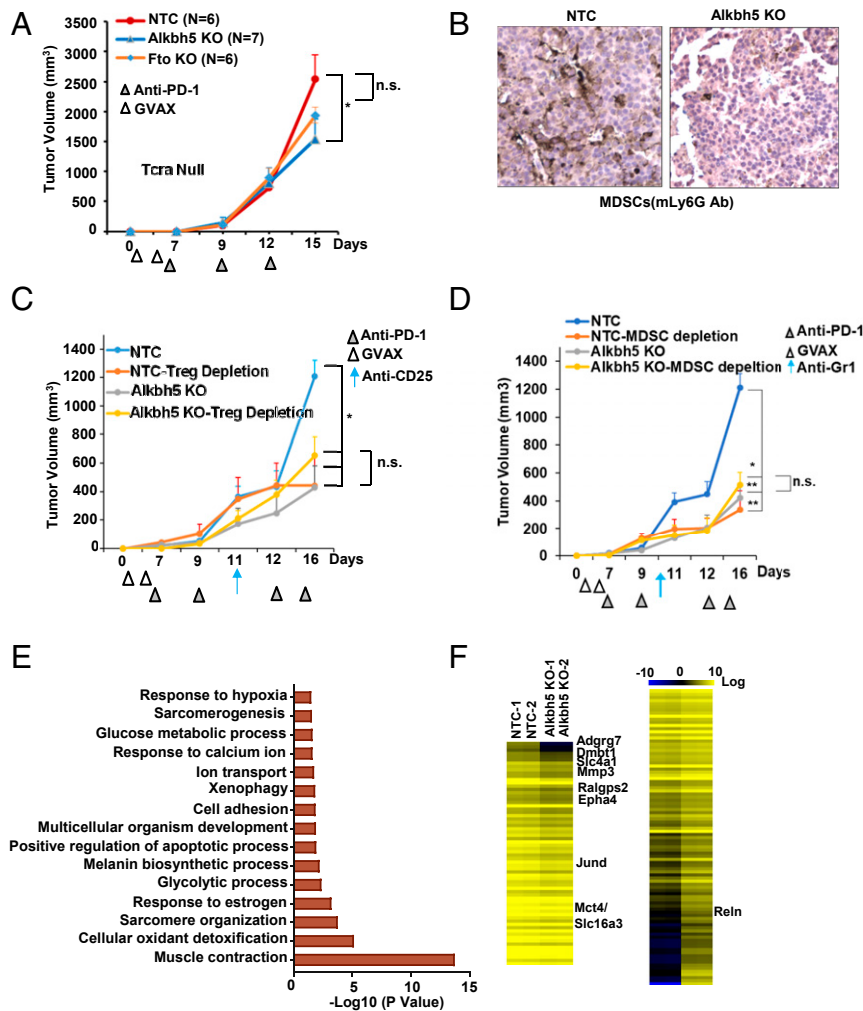 A
NTC (N=6)
Alkbh5 KO (N=7)
Fto KO (N=6)
Anti-PD-1
GVAX
Tcra Null
n.s.
*
Tumor Volume (mm3)
3500
3000
2500
2000
1500
1000
500
0
0 7 9 12 15 Days
B
NTC
Alkbh5 KO
MDSCs(mLy6G Ab)
C
NTC
NTC-Treg Depletion
Alkbh5 KO
Alkbh5 KO-Treg Depletion
Anti-PD-1
GVAX
Anti-CD25
*
n.s.
Tumor Volume (mm3)
1400
1200
1000
800
600
400
200
0
0 7 9 11 12 16 Days
D
NTC
NTC-MDSC depletion
Alkbh5 KO
Alkbh5 KO-MDSC depeltion
Anti-PD-1
GVAX
Anti-Gr1
*
**
**
n.s.
Tumor Volume (mm3)
1400
1200
1000
800
600
400
200
0
0 7 9 11 12 16 Days
E
Response to hypoxia
Sarcomerogenesis
Glucose metabolic process
Response to calcium ion
Ion transport
Xenophagy
Cell adhesion
Multicellular organism development
Positive regulation of apoptotic process
Melanin biosynthetic process
Glycolytic process
Response to estrogen
Sarcomere organization
Cellular oxidant detoxification
Muscle contraction
0 5 10 15
-Log10 (P Value)
F
NTC-1
NTC-2
Alkbh5 KO-1
Alkbh5 KO-2
Adgrg7
Dmbt1
Slc4a1
Mmp3
Ralgps2
Epha4
Jund
Mct4/
Slc16a3
-10 0 10
Log
Reln